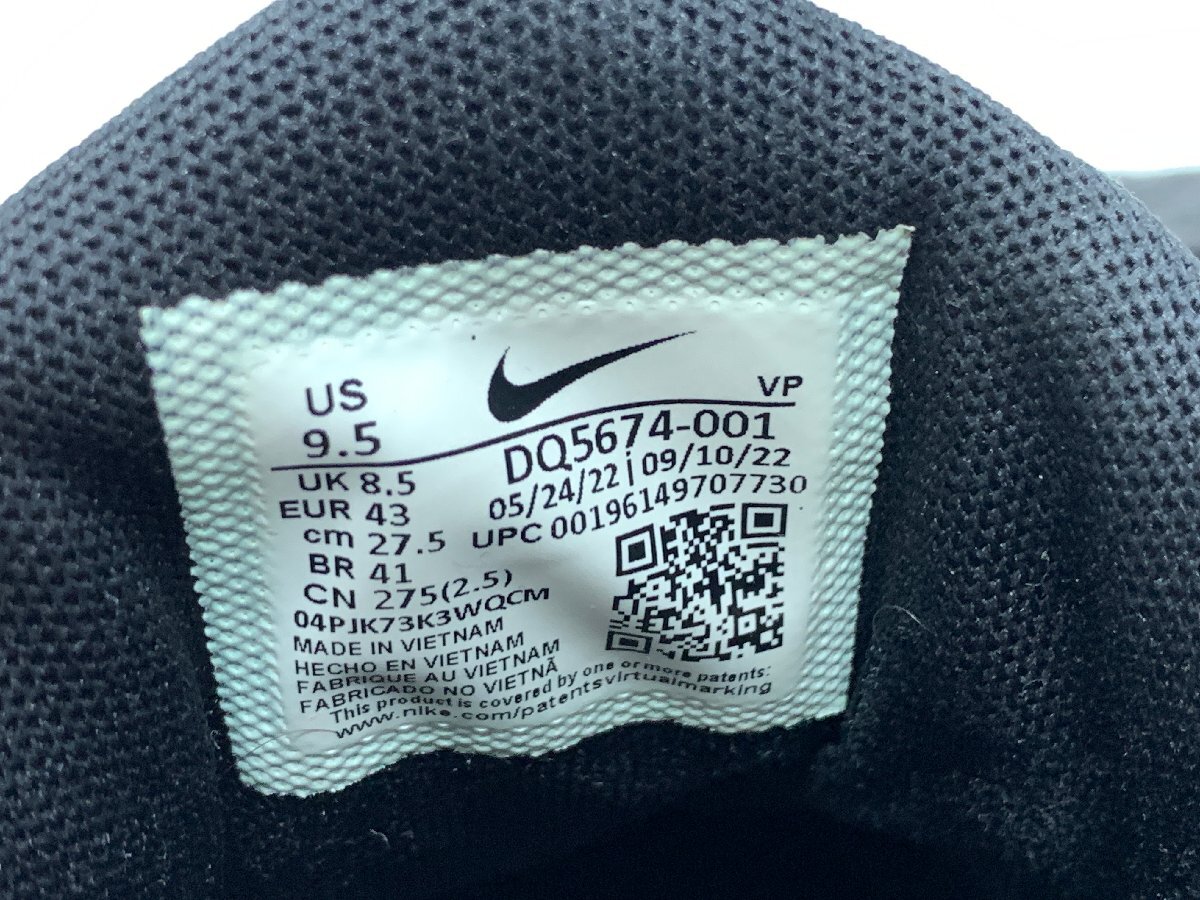 US
9.5
VP
DQ5674-001
UK 8.5
05/24/22 | 09/10/22
EUR 43
UPC 00196149707730
cm 27.5
BR 41
CN 275(2.5)
04PJK73K3WQCM
MADE IN VIETNAM
HECHO EN VIETNAM
FABRIQUE AU VIETNAM
FABRICADO NO VIETNÃ
This product is covered by one or more patents:
www.nike.com/patentsvirtualmarking